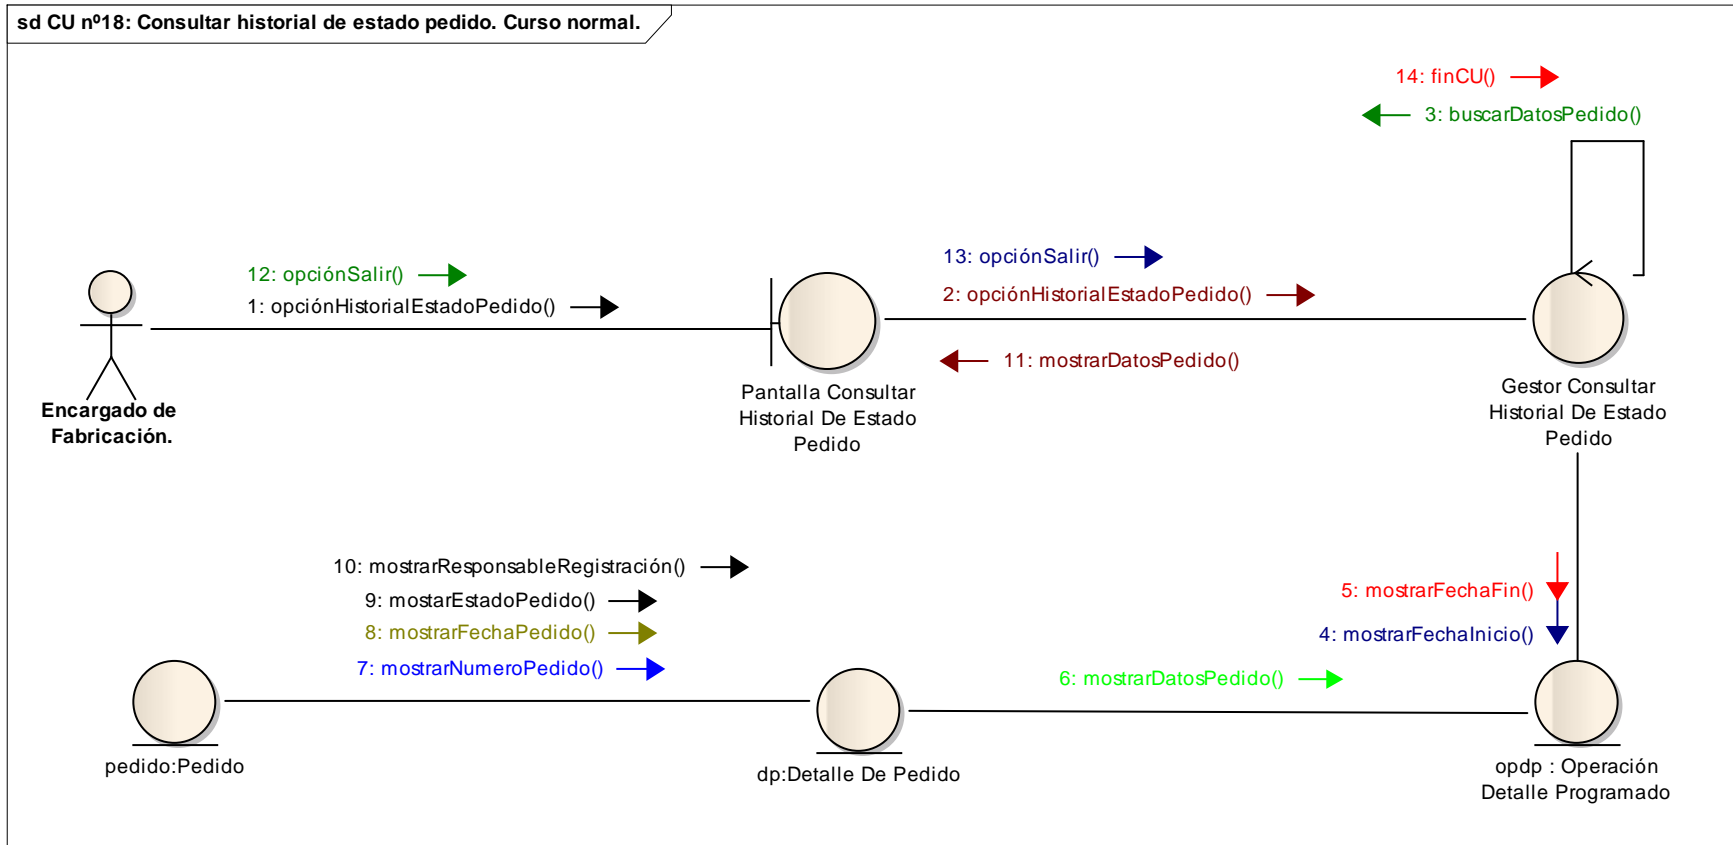 sd CU nº18: Consultar historial de estado pedido. Curso normal.
14: finCU()
3: buscarDatosPedido()
12: opciónSalir()
1: opciónHistorialEstadoPedido()
13: opciónSalir()
2: opciónHistorialEstadoPedido()
11: mostrarDatosPedido()
Encargado de
Fabricación.
Pantalla Consultar
Historial De Estado
Pedido
Gestor Consultar
Historial De Estado
Pedido
10: mostrarResponsableRegistración()
9: mostarEstadoPedido()
8: mostrarFechaPedido()
7: mostrarNumeroPedido()
5: mostrarFechaFin()
4: mostrarFechaInicio()
6: mostrarDatosPedido()
pedido:Pedido
dp:Detalle De Pedido
opdp : Operación
Detalle Programado